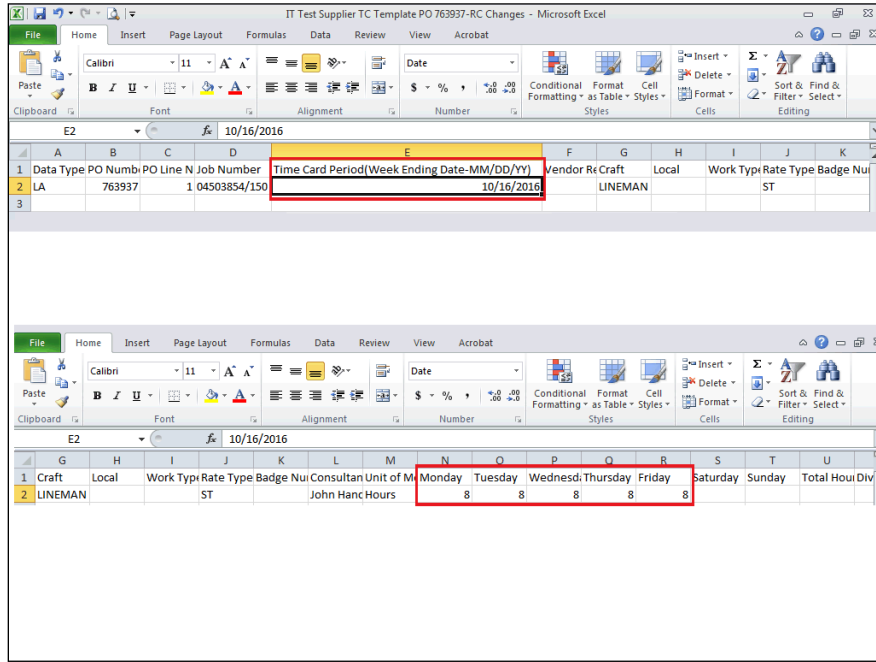 IT Test Supplier TC Template PO 763937-RC Changes - Microsoft Excel
File Home Insert Page Layout Formulas Data Review View Acrobat
Calibri 11 A A Date Insert Σ
Paste Delete
B I U A $ % , .00 .0 Conditional Format Cell Format Sort & Find &
Formatting as Table Styles Filter Select
Clipboard Font Alignment Number Styles Cells Editing
E2 fx 10/16/2016
A B C D E F G H I J K
1 Data Type PO Numb PO Line N Job Number Time Card Period(Week Ending Date-MM/DD/YY) Vendor Re Craft Local Work Type Rate Type Badge Nui
2 LA 763937 1 04503854/150 10/16/2016 LINEMAN ST
3
File Home Insert Page Layout Formulas Data Review View Acrobat
Calibri 11 A A Date Insert Σ
Paste Delete
B I U A $ % , .00 .0 Conditional Format Cell Format Sort & Find &
Formatting as Table Styles Filter Select
Clipboard Font Alignment Number Styles Cells Editing
E2 fx 10/16/2016
G H I J K L M N O P Q R S T U
1 Craft Local Work Type Rate Type Badge Nui Consultan Unit of M Monday Tuesday Wednesda Thursday Friday Saturday Sunday Total Hou Div
2 LINEMAN ST John Hanc Hours 8 8 8 8 8